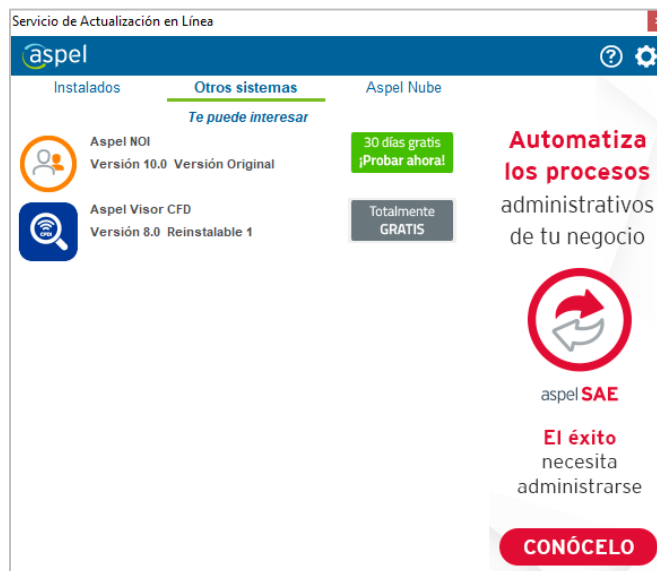 Servicio de Actualización en Línea
aspel
Instalados
Otros sistemas
Aspel Nube
Te puede interesar
Aspel NOI
Versión 10.0 Versión Original
30 días gratis
¡Probar ahora!
CFDI
Aspel Visor CFD
Versión 8.0 Reinstalable 1
Totalmente
GRATIS
Automatiza
los procesos
administrativos
de tu negocio
aspel SAE
El éxito
necesita
administrarse
CONÓCELO